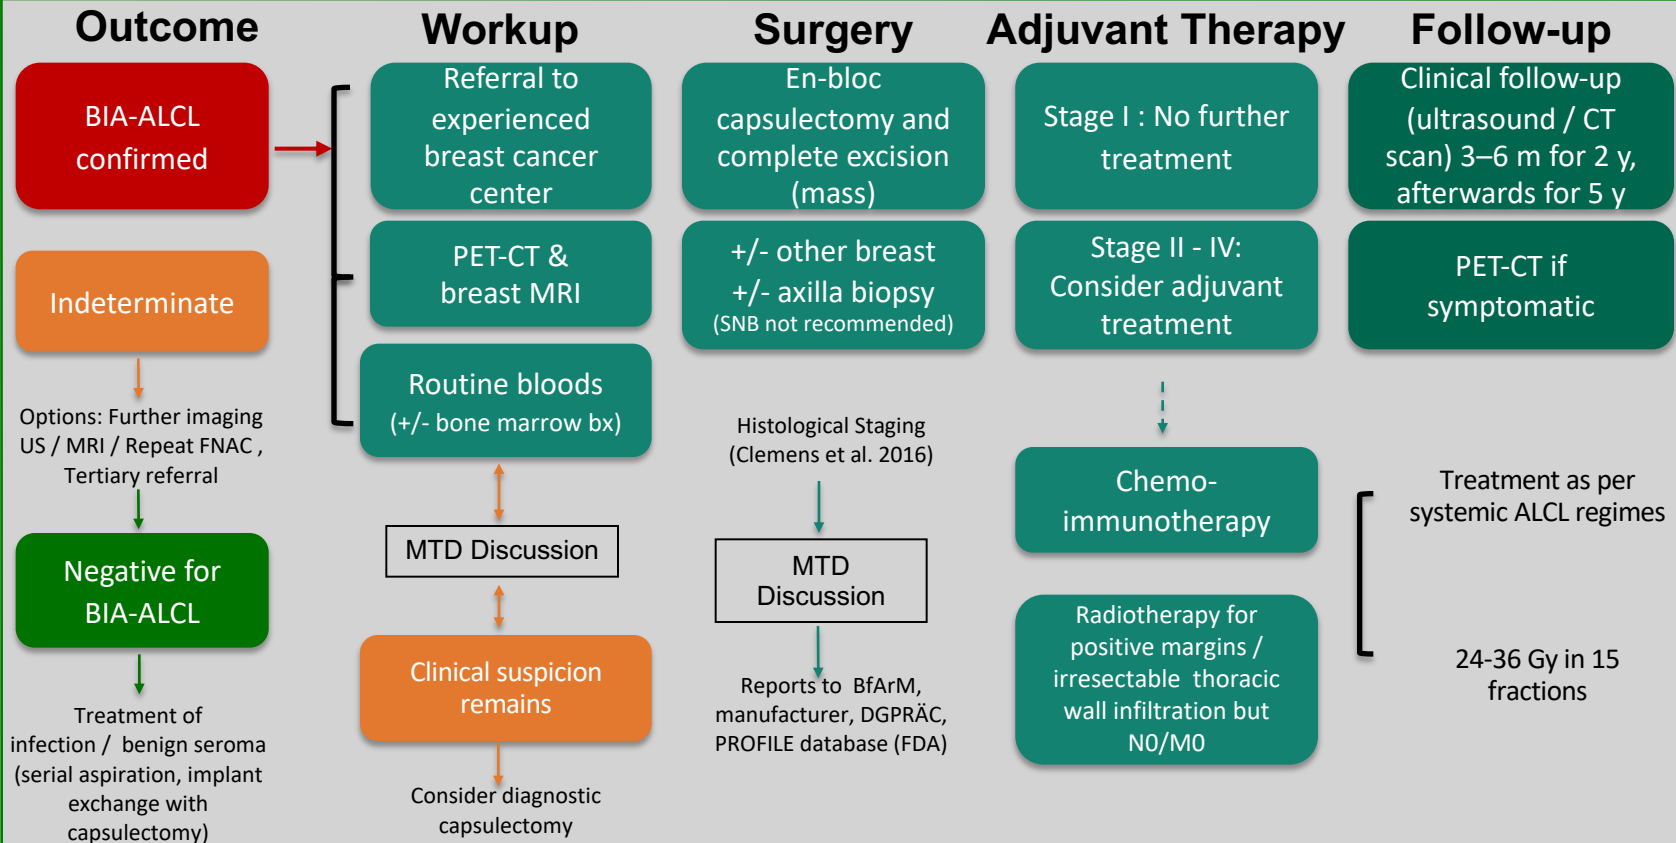 Outcome
Workup
Surgery
Adjuvant Therapy
Follow-up
BIA-ALCL
confirmed
Indeterminate
Options: Further imaging
US / MRI / Repeat FNAC ,
Tertiary referral
Negative for
BIA-ALCL
Treatment of
infection / benign seroma
(serial aspiration, implant
exchange with
capsulectomy)
Referral to
experienced
breast cancer
center
PET-CT &
breast MRI
Routine bloods
(+/- bone marrow bx)
MTD Discussion
Clinical suspicion
remains
Consider diagnostic
capsulectomy
En-bloc
capsulectomy and
complete excision
(mass)
+/- other breast
+/- axilla biopsy
(SNB not recommended)
Histological Staging
(Clemens et al. 2016)
MTD
Discussion
Reports to BfArM,
manufacturer, DGPRÄC,
PROFILE database (FDA)
Stage I : No further
treatment
Stage II - IV:
Consider adjuvant
treatment
Chemo-
immunotherapy
Radiotherapy for
positive margins /
irresectable thoracic
wall infiltration but
N0/M0
Clinical follow-up
(ultrasound / CT
scan) 3–6 m for 2 y,
afterwards for 5 y
PET-CT if
symptomatic
Treatment as per
systemic ALCL regimes
24-36 Gy in 15
fractions